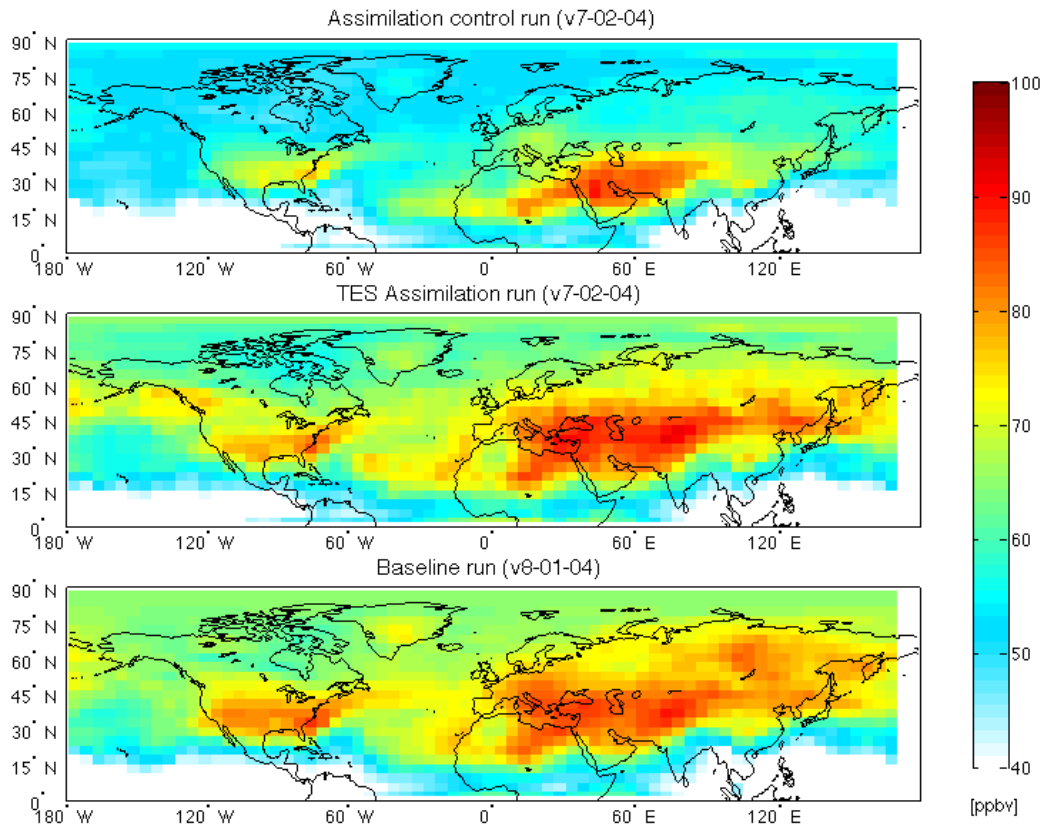 Assimilation control run (v7-02-04)
90° N
75° N
60° N
45° N
30° N
15° N
0°
180° W
120° W
60° W
0°
60° E
120° E
TES Assimilation run (v7-02-04)
90° N
75° N
60° N
45° N
30° N
15° N
0°
180° W
120° W
60° W
0°
60° E
120° E
Baseline run (v8-01-04)
90° N
75° N
60° N
45° N
30° N
15° N
0°
180° W
120° W
60° W
0°
60° E
120° E
100
90
80
70
60
50
40
[ppbv]